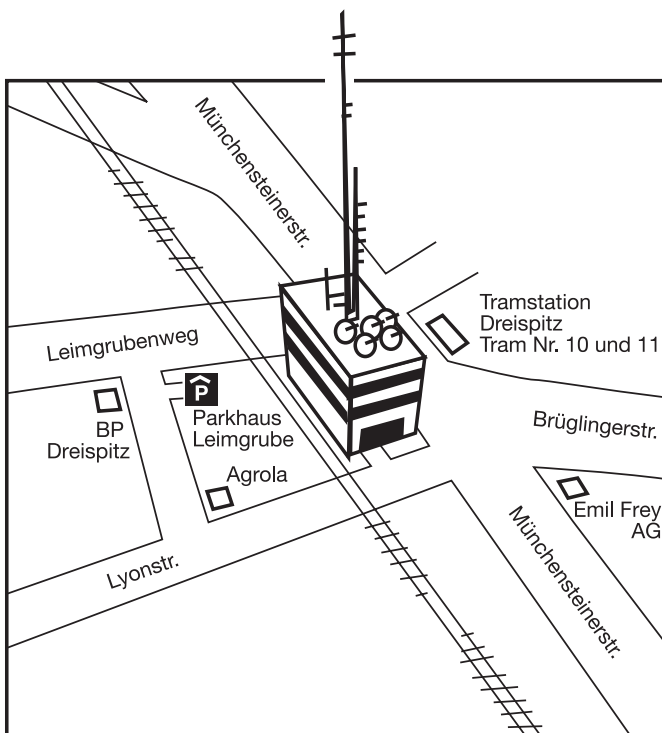 Münchensteinerstr.
Tramstation
Dreispitz
Tram Nr. 10 und 11
Leimgrubenweg
P
Parkhaus
Leimgrube
BP
Dreispitz
Brüglingerstr.
Agrola
Emil Frey
AG
Münchensteinerstr.
Lyonstr.